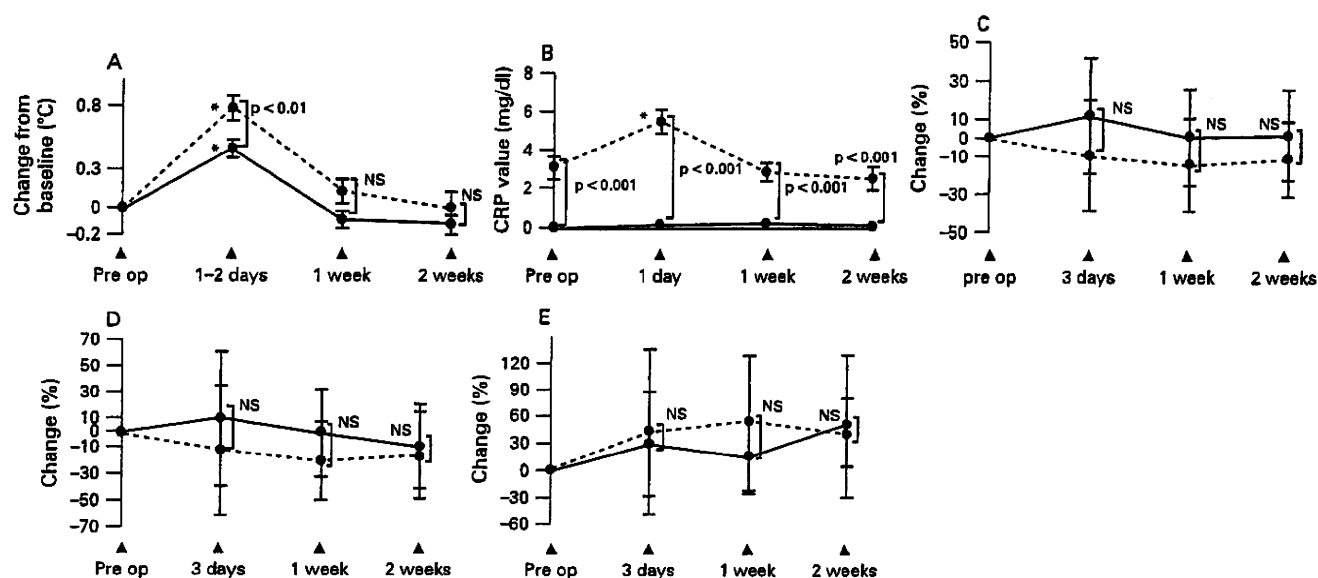 A
Change from
baseline (°C)
0.8
0.3
0
−0.2
*
*
p < 0.01
NS
NS
Pre op
1–2 days
1 week
2 weeks
B
CRP value (mg/dl)
8
6
4
2
0
*
p < 0.001
p < 0.001
p < 0.001
p < 0.001
Pre op
1 day
1 week
2 weeks
C
Change (%)
50
30
10
0
−10
−30
−50
NS
NS
NS
pre op
3 days
1 week
2 weeks
D
Change (%)
70
50
30
10
0
−10
−30
−50
−70
NS
NS
NS
Pre op
3 days
1 week
2 weeks
E
Change (%)
120
90
60
30
0
−30
−60
NS
NS
NS
Pre op
3 days
1 week
2 weeks